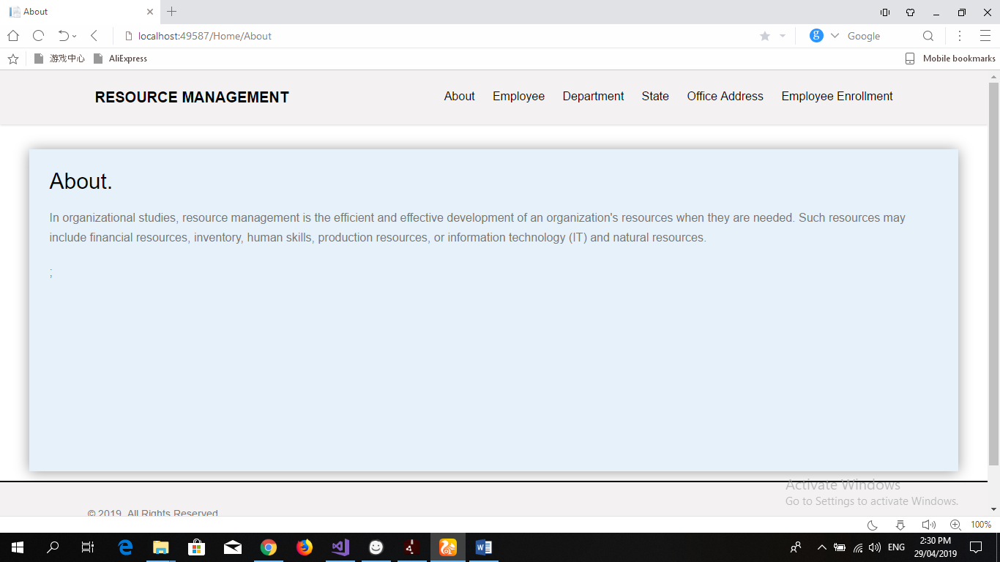 About
localhost:49587/Home/About
Google
游戏中心 AliExpress Mobile bookmarks
RESOURCE MANAGEMENT
About Employee Department State Office Address Employee Enrollment
About.
In organizational studies, resource management is the efficient and effective development of an organization's resources when they are needed. Such resources may
include financial resources, inventory, human skills, production resources, or information technology (IT) and natural resources.
;
Activate Windows
Go to Settings to activate Windows.
© 2019 All Rights Reserved
100%
ENG
2:30 PM
29/04/2019